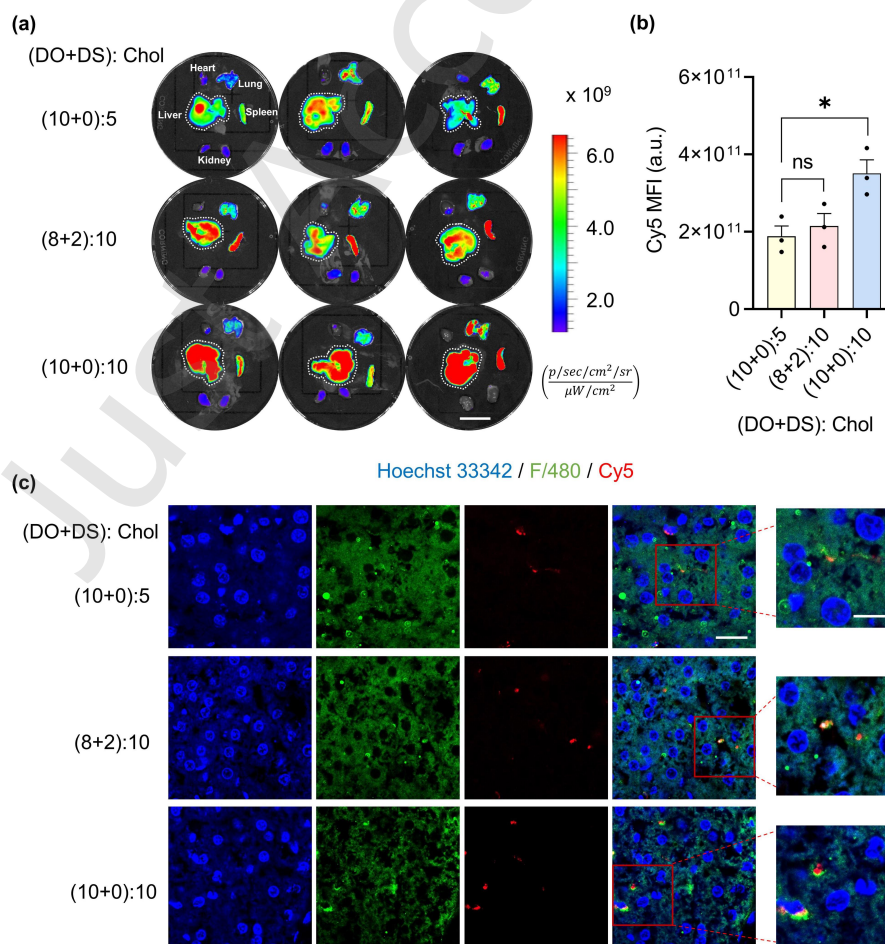 (a)
(DO+DS): Chol
(10+0):5
(8+2):10
(10+0):10
Heart
Lung
Liver
Spleen
Kidney
x 10⁹
6.0
4.0
2.0
(p/sec/cm²/sr / µW/cm²)
(b)
Cy5 MFI (a.u.)
6×10¹¹
4×10¹¹
2×10¹¹
0
ns
*
(10+0):5
(8+2):10
(10+0):10
(DO+DS): Chol
(c)
Hoechst 33342 / F/480 / Cy5
(DO+DS): Chol
(10+0):5
(8+2):10
(10+0):10